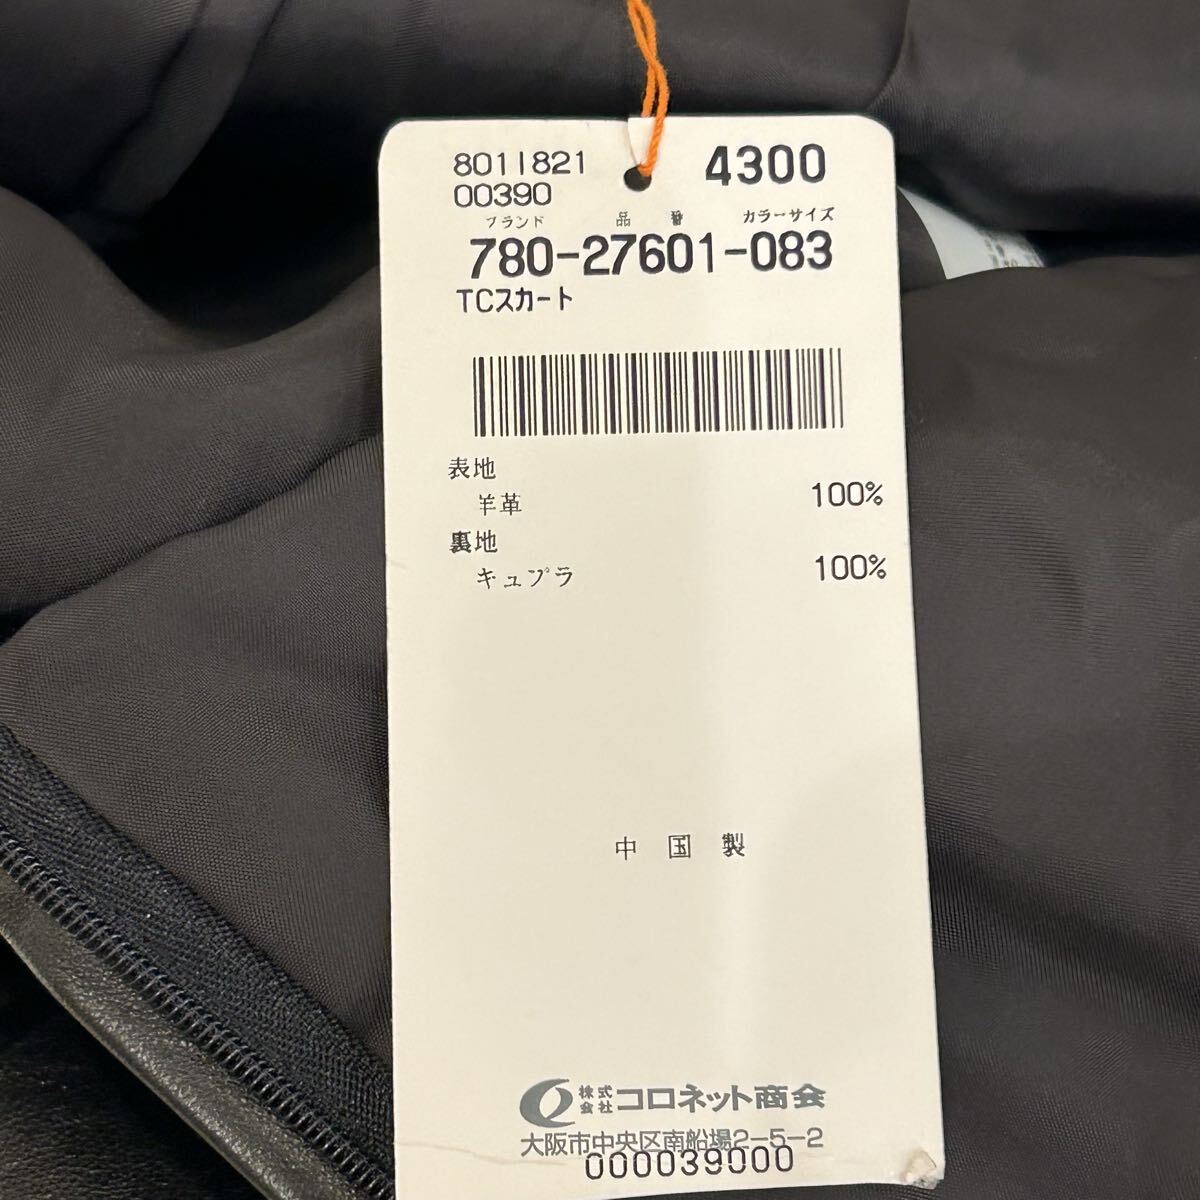 8011821 4300
00390
ブランド 品番 カラーサイズ
780-27601-083
TCスカート
表地
羊革 100%
裏地
キュプラ 100%
中国製
株式会社 コロネット商会
大阪市中央区南船場2-5-2
000039000